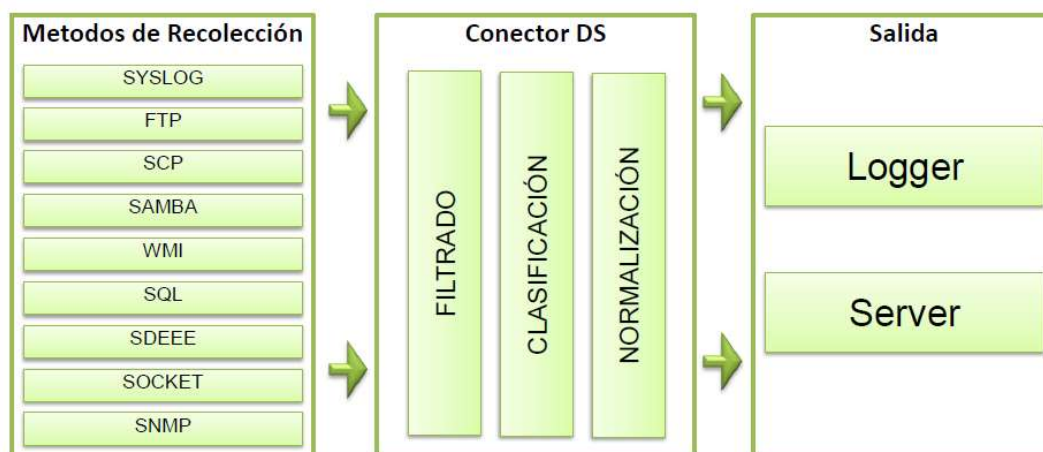 Metodos de Recolección
SYSLOG
FTP
SCP
SAMBA
WMI
SQL
SDEEE
SOCKET
SNMP
Conector DS
FILTRADO
CLASIFICACIÓN
NORMALIZACIÓN
Salida
Logger
Server